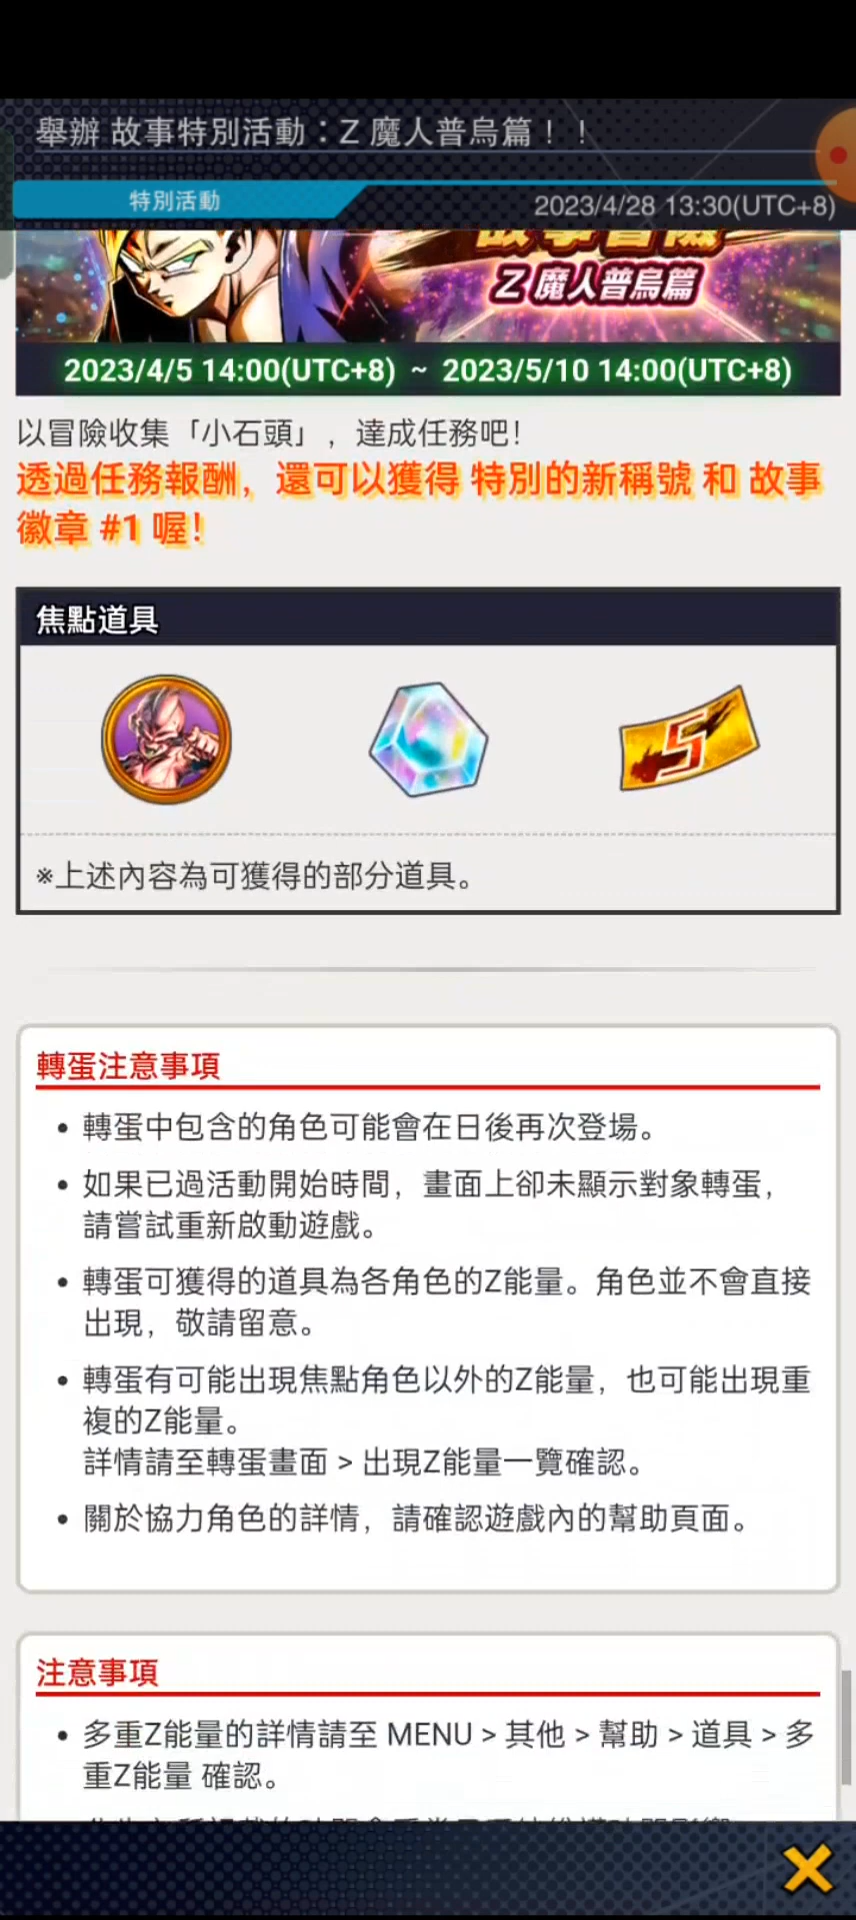 舉辦 故事特別活動：Z 魔人普烏篇！！
特別活動
2023/4/28 13:30(UTC+8)
Z 魔人普烏篇
2023/4/5 14:00(UTC+8) ~ 2023/5/10 14:00(UTC+8)
以冒險收集「小石頭」，達成任務吧！
透過任務報酬，還可以獲得 特別的新稱號 和 故事
徽章 #1 喔！
焦點道具
S
※上述內容為可獲得的部分道具。
轉蛋注意事項
• 轉蛋中包含的角色可能會在日後再次登場。
• 如果已過活動開始時間，畫面上卻未顯示對象轉蛋，
請嘗試重新啟動遊戲。
• 轉蛋可獲得的道具為各角色的Z能量。角色並不會直接
出現，敬請留意。
• 轉蛋有可能出現焦點角色以外的Z能量，也可能出現重
複的Z能量。
詳情請至轉蛋畫面 > 出現Z能量一覽確認。
• 關於協力角色的詳情，請確認遊戲內的幫助頁面。
注意事項
• 多重Z能量的詳情請至 MENU > 其他 > 幫助 > 道具 > 多
重Z能量 確認。